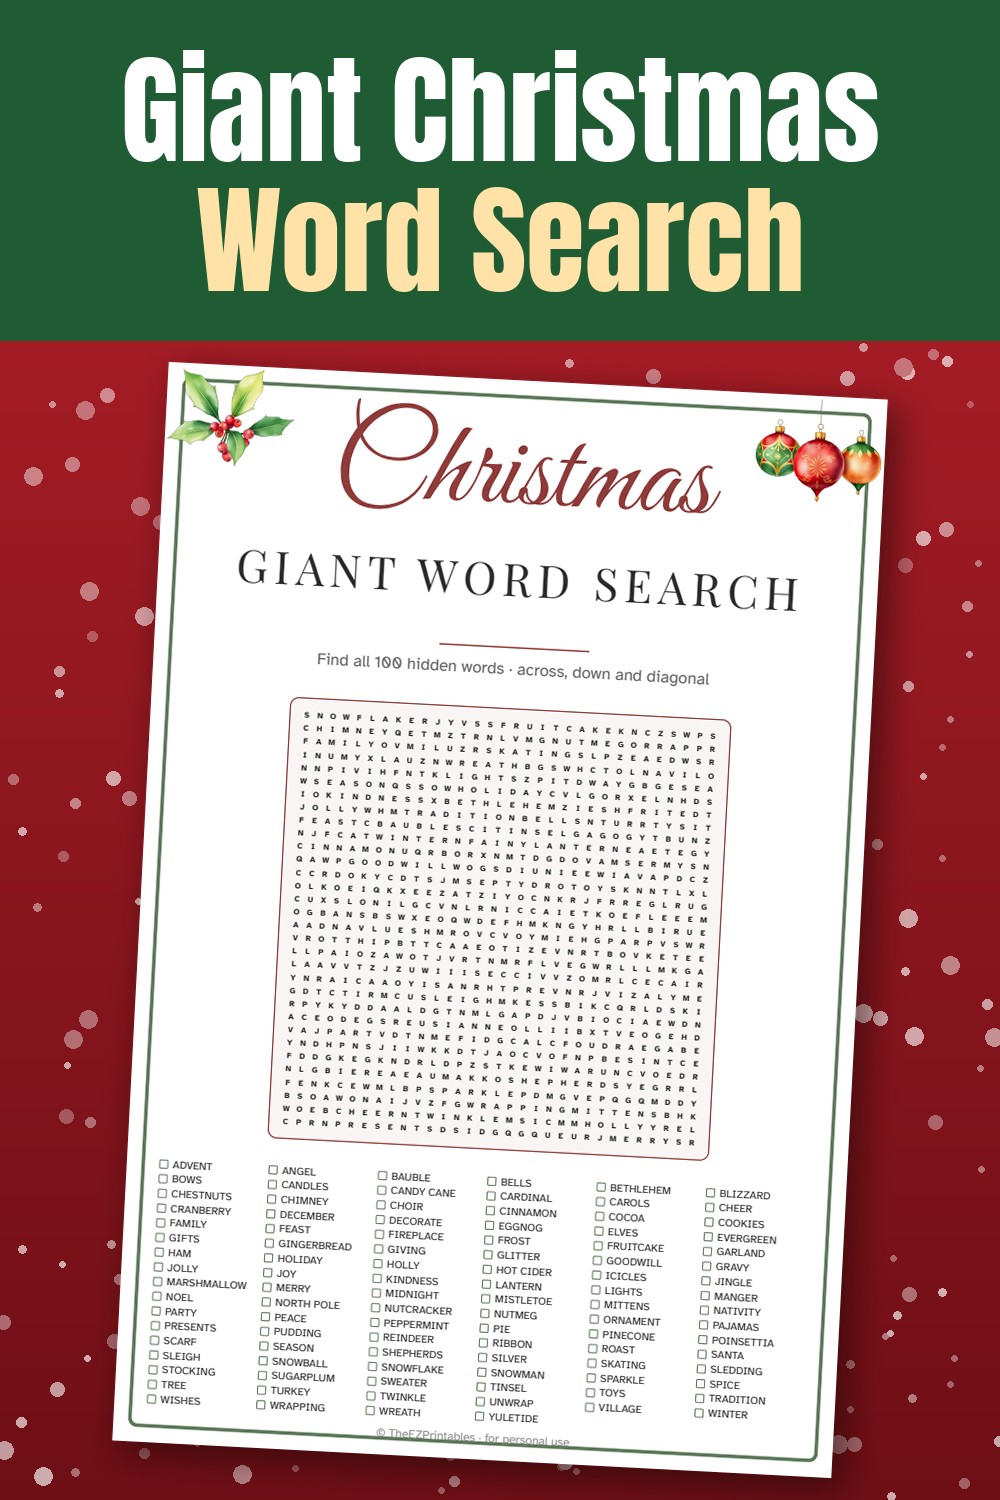 Giant Christmas
Word Search
Christmas
GIANT WORD SEARCH
Find all 100 hidden words · across, down and diagonal
S N O W F L A K E R J Y V S S F R U I T C A K E K N C Z S W P S
C H I M N E Y Q E T M Z T R N L V M G N U T M E G O R R A P P R
F A M I L Y O V M I L U Z R S K A T I N G S L P Z E A E D W S R
I N U M Y X L A U Z N W R E A T H B G S W H C T O L N A V I L O
N N P I V I H F N T K L I G H T S Z P I T D W A Y G B G E S E A
W S E A S O N Q S S O W H O L I D A Y C V L G O R X E L N H D S
I O K I N D N E S S X B E T H L E H E M Z I E S H F R I T E D T
J O L L Y W H M T R A D I T I O N B E L L S N T U R R T Y S I T
F E A S T C B A U B L E S C I T I N S E L G A G O G Y T B U N Z
N J F C A T W I N T E R N F A I N Y L A N T E R N E A E T E G Y
C I N N A M O N U Q R B O R X N M T D G D O V A M S E R M Y S N
Q A W P G O O D W I L L W O G S D I U N I E E W I A V A P D C Z
C C R D O K Y C D T S J M S E P T Y D R O T O Y S K N N T L X L
O L K O E I Q K X E E Z A T Z I Y O C N K R J F R R E G L R U G
C U X S L O N I L G C V N L R N I C C A I E T K O E F L E E E M
O G B A N S B S W X E O Q W D E F H M K N G Y H R L L B I R U E
A A D N A V L U E S H M R O V C V O Y M I E H G P A R P V S W R
V R O T T H I P B T T C A A E O T I Z E V N R T B O V K E T E E
L L P A I O Z A W O T J V R T N M R F L V E G W R L L L M K G A
L A A V V T Z J Z U W I I I S E C C I V V Z O M R L C E C A I R
Y N R A I C A A O Y I S A N R H T P R E V N R J V I Z A L Y M E
G D T C T I R M C U S L E I G H M K E S S B I K C Q R L D S K I
R P Y K Y D D A A L D G T N M L G A P D J V B I O C I A E W D N
A C E O D E G S R E U S I A N N E O L L I I B X T V E O G E H D
V A J P A R T V D T N M E F I D G C A L C F O U D R A E G A B E
Y N D H P N S J I I W K K D T J A O C V O F N P B E S I N T C E
F D D G K E G K N D R L D P Z S T K E W I W A R U N C V O E D R
N L G B I E R E A E A U M A K K O S H E P H E R D S Y E G R R L
F E N K C E W M L B P S P A R K L E P D M G V E P Q G Q M D D Y
B S O A W O N A I J V Z F G W R A P P I N G M I T T E N S B H K
W O E B C H E E R N T W I N K L E M S I C M M H O L L Y Y R E L
C P R N P R E S E N T S D S I D G Q G Q U E U R J M E R R Y S R
ADVENT
BOWS
CHESTNUTS
CRANBERRY
FAMILY
GIFTS
HAM
JOLLY
MARSHMALLOW
NOEL
PARTY
PRESENTS
SCARF
SLEIGH
STOCKING
TREE
WISHES
ANGEL
CANDLES
CHIMNEY
DECEMBER
FEAST
GINGERBREAD
HOLIDAY
JOY
MERRY
NORTH POLE
PEACE
PUDDING
SEASON
SNOWBALL
SUGARPLUM
TURKEY
WRAPPING
BAUBLE
CANDY CANE
CHOIR
DECORATE
FIREPLACE
GIVING
HOLLY
KINDNESS
MIDNIGHT
NUTCRACKER
PEPPERMINT
REINDEER
SHEPHERDS
SNOWFLAKE
SWEATER
TWINKLE
WREATH
BELLS
CARDINAL
CINNAMON
EGGNOG
FROST
GLITTER
HOT CIDER
LANTERN
MISTLETOE
NUTMEG
PIE
RIBBON
SILVER
SNOWMAN
TINSEL
UNWRAP
YULETIDE
BETHLEHEM
CAROLS
COCOA
ELVES
FRUITCAKE
GOODWILL
ICICLES
LIGHTS
MITTENS
ORNAMENT
PINECONE
ROAST
SKATING
SPARKLE
TOYS
VILLAGE
BLIZZARD
CHEER
COOKIES
EVERGREEN
GARLAND
GRAVY
JINGLE
MANGER
NATIVITY
PAJAMAS
POINSETTIA
SANTA
SLEDDING
SPICE
TRADITION
WINTER
© TheEZPrintables · for personal use